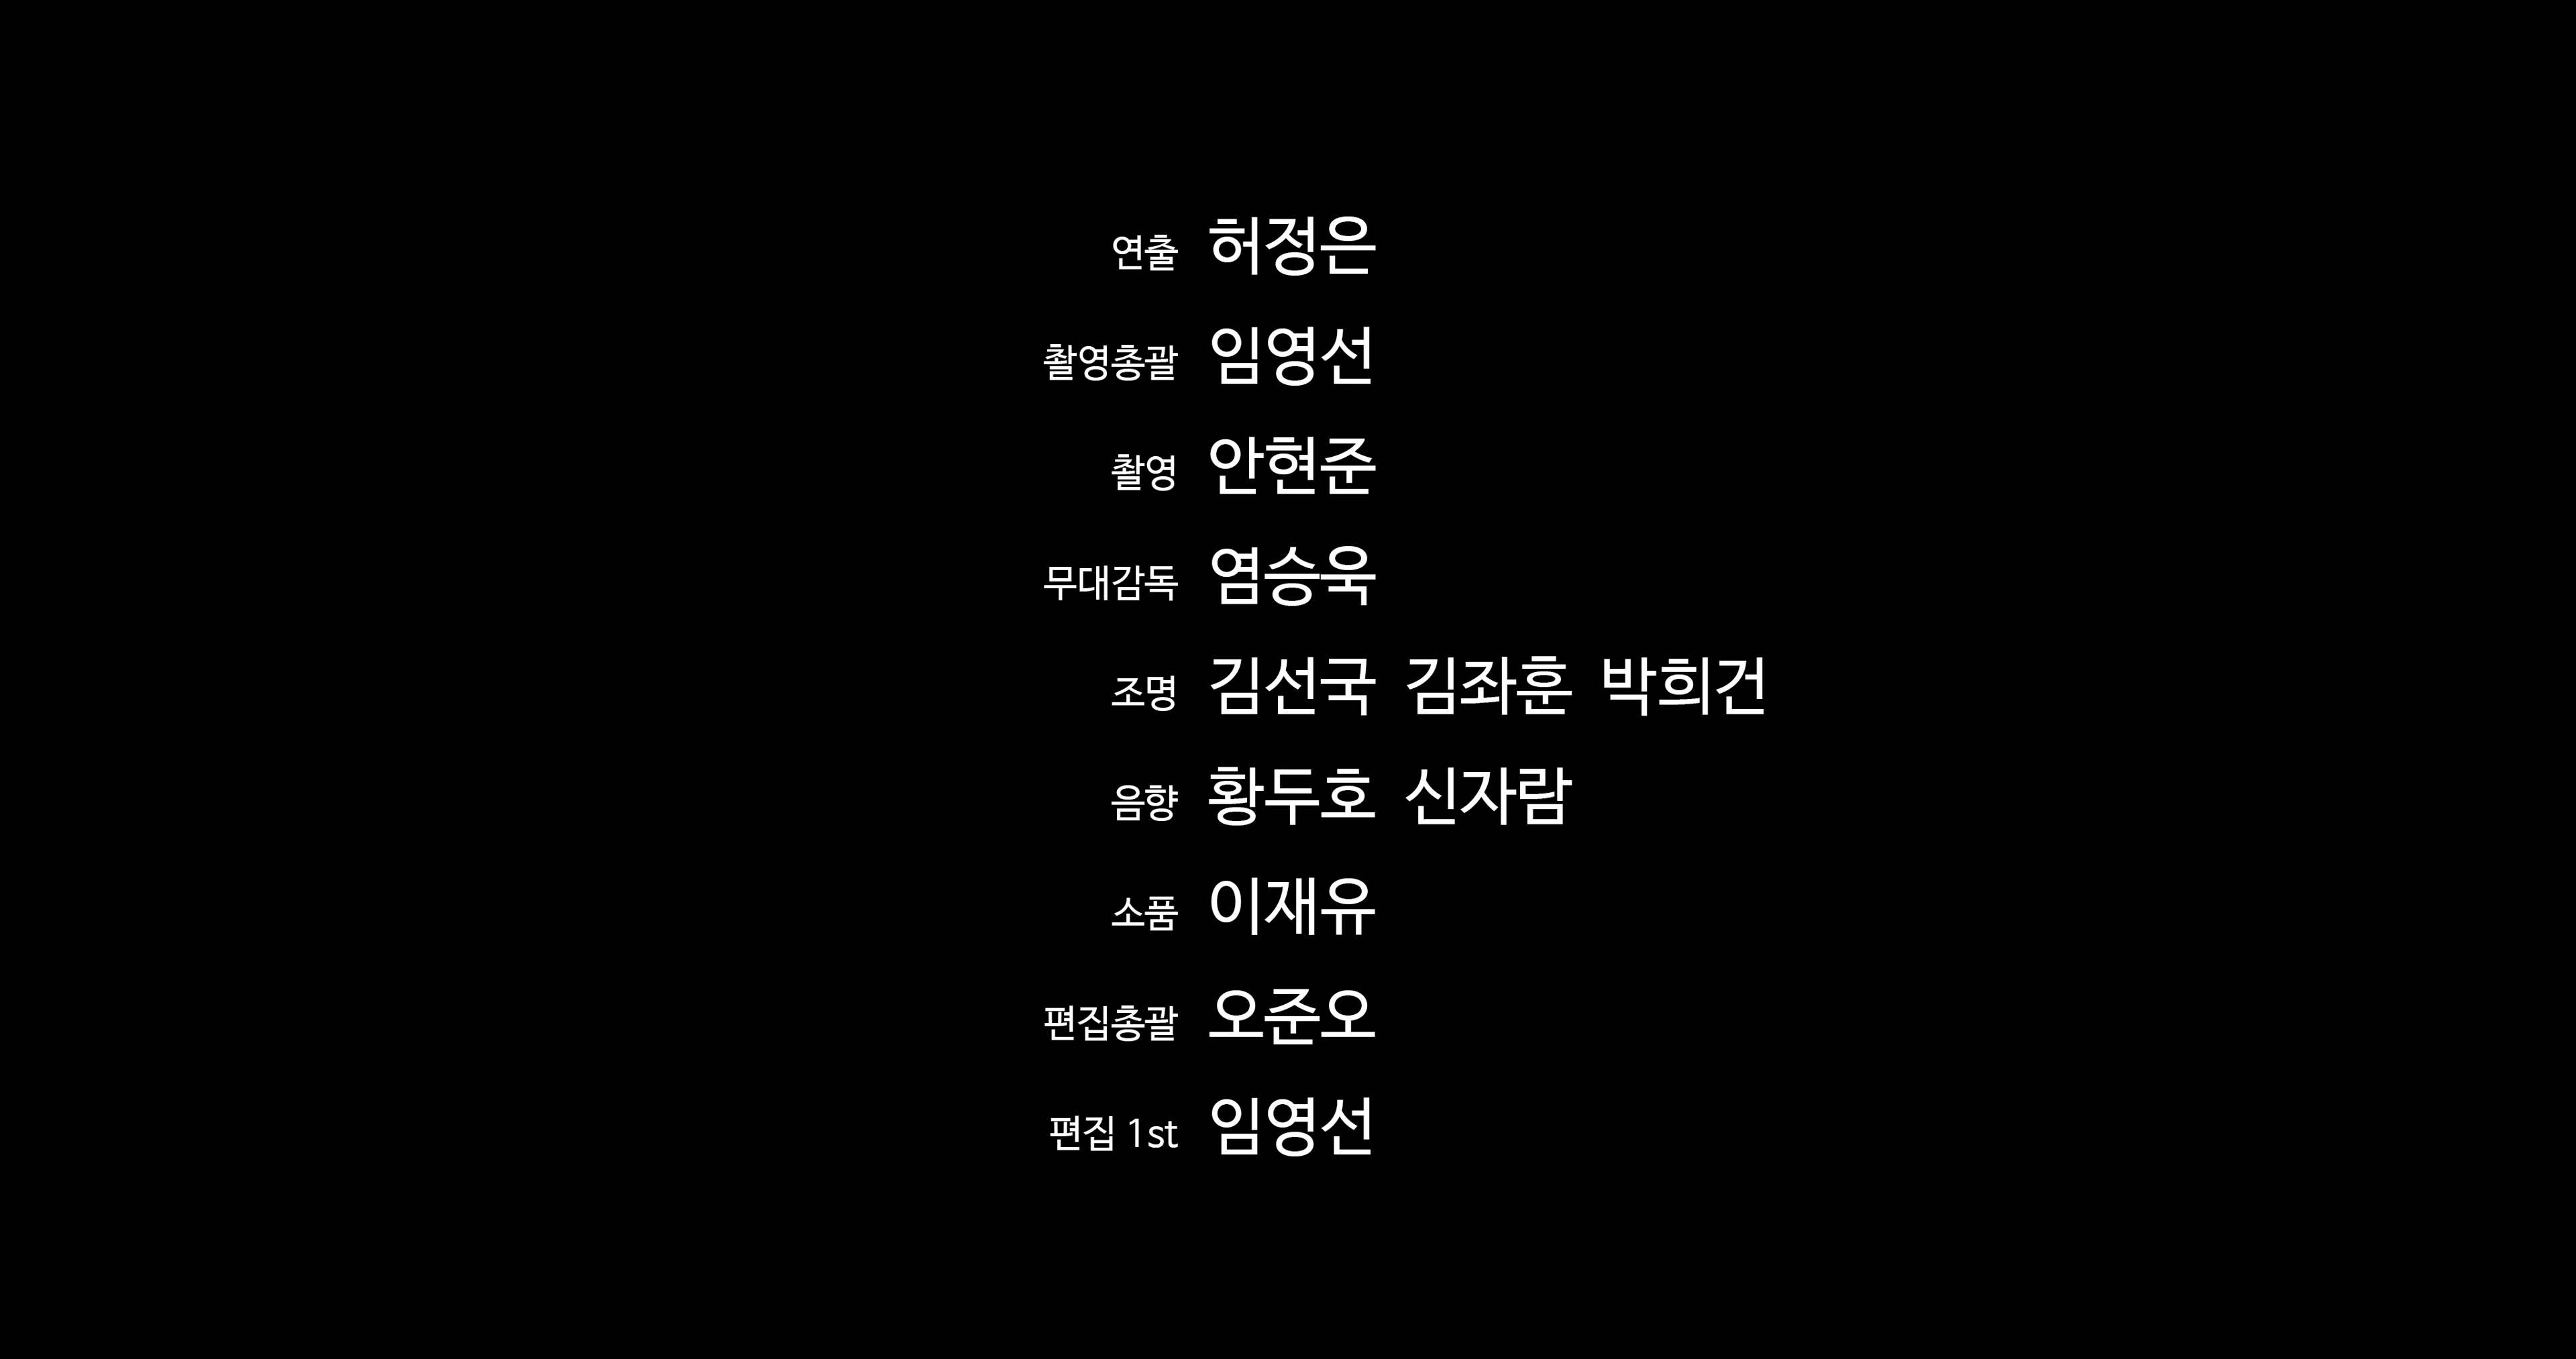 연출 허정은
촬영총괄 임영선
촬영 안현준
무대감독 염승욱
조명 김선국 김좌훈 박희건
음향 황두호 신자람
소품 이재유
편집총괄 오준오
편집 1st 임영선